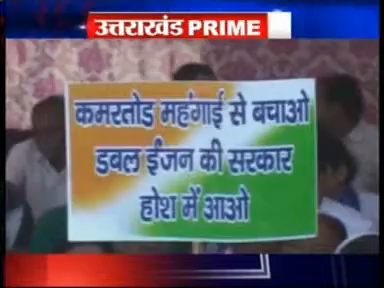 उत्तराखंड PRIME
कमरतोड महंगाई से बचाओ
डबल ईंजन की सरकार
होश में आओ